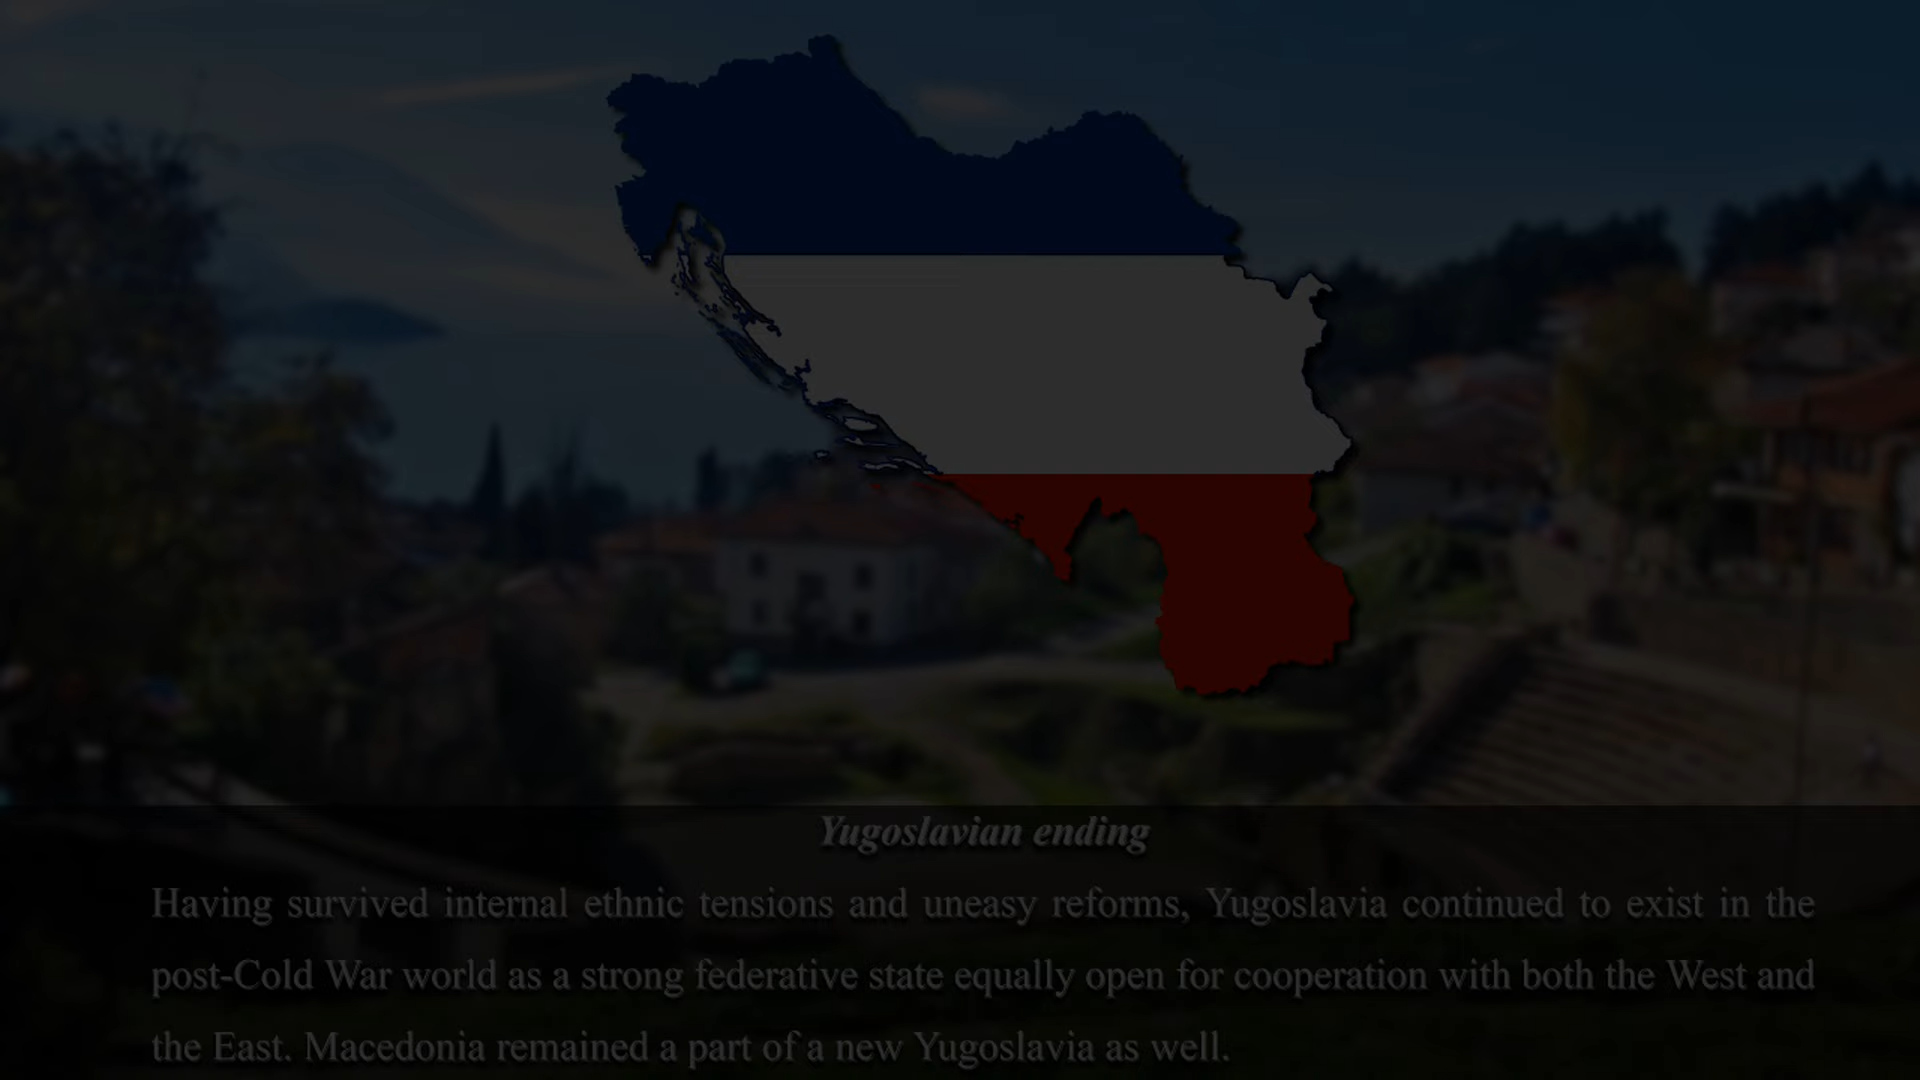 Yugoslavian ending
Having survived internal ethnic tensions and uneasy reforms, Yugoslavia continued to exist in the
post-Cold War world as a strong federative state equally open for cooperation with both the West and
the East. Macedonia remained a part of a new Yugoslavia as well.